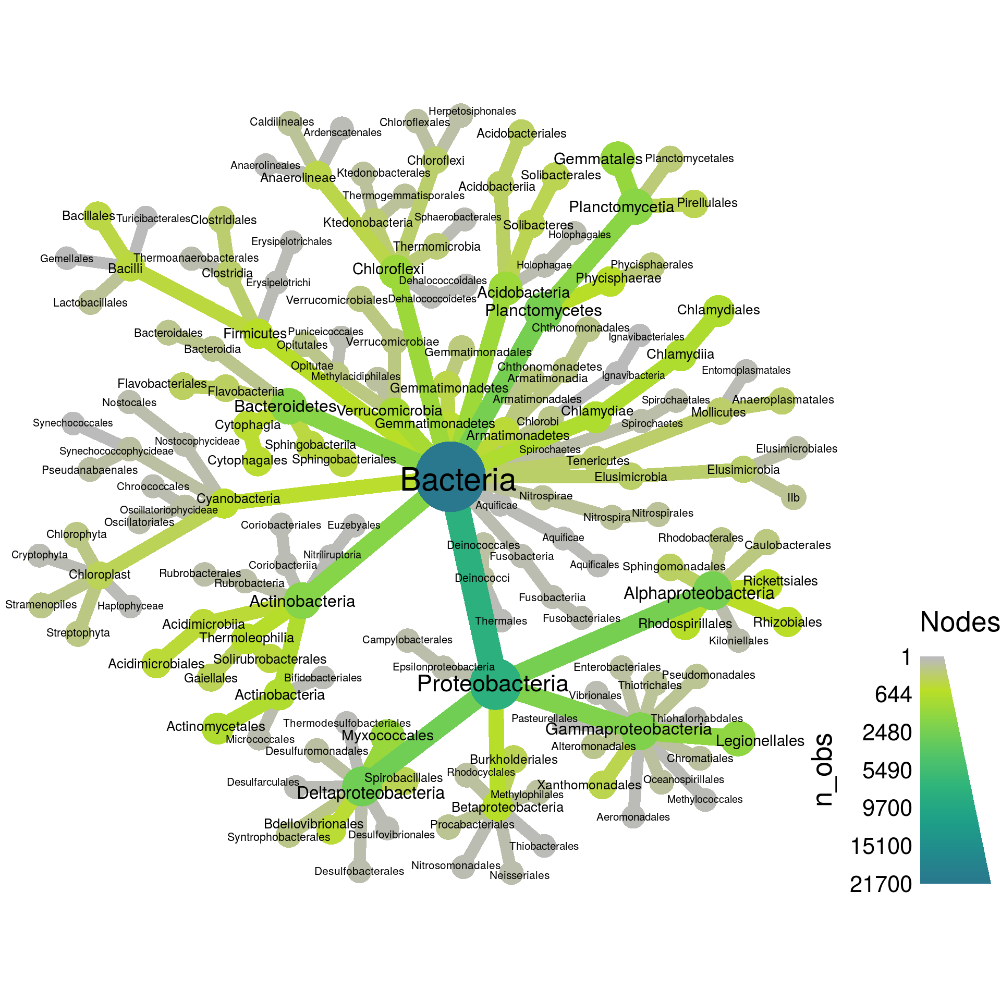 Herpetosiphonales
Caldilineales
Chloroflexales
Ardenscatenales
Acidobacteriales
Anaerolineales
Anaerolineae
Chloroflexi
Gemmatales
Planctomycetales
Ktedonobacterales
Solibacterales
Acidobacteriia
Thermogemmatisporales
Planctomycetia
Pirellulales
Bacillales
Turicibacterales
Clostridiales
Ktedonobacteria
Sphaerobacterales
Solibacteres
Holophagales
Erysipelotrichales
Thermomicrobia
Gemellales
Thermoanaerobacterales
Bacilli
Clostridia
Chloroflexi
Holophagae
Phycisphaerales
Phycisphaerae
Erysipelotrichi
Dehalococcoidales
Dehalococcoidetes
Acidobacteria
Lactobacillales
Verrucomicrobiales
Planctomycetes
Chlamydiales
Bacteroidales
Firmicutes
Puniceicoccales
Opitutales
Verrucomicrobiae
Chthonomonadales
Ignavibacteriales
Bacteroidia
Gemmatimonadales
Chlamydiia
Opitutae
Methylacidiphilales
Chthonomonadetes
Armatimonadia
Ignavibacteria
Entomoplasmatales
Flavobacteriales
Flavobacteriia
Gemmatimonadetes
Nostocales
Bacteroidetes
Verrucomicrobia
Armatimonadales
Chlamydiae
Spirochaetales
Mollicutes
Anaeroplasmatales
Synechococcales
Cytophagia
Gemmatimonadetes
Chlorobi
Spirochaetes
Nostocophycideae
Sphingobacteriia
Armatimonadetes
Synechococcophycideae
Cytophagales
Sphingobacteriales
Spirochaetes
Elusimicrobiales
Pseudanabaenales
Tenericutes
Elusimicrobia
Chroococcales
Bacteria
Elusimicrobia
Cyanobacteria
Nitrospirae
IIb
Oscillatoriophycideae
Aquificae
Oscillatoriales
Nitrospira
Nitrospirales
Chlorophyta
Coriobacteriales
Euzebyales
Deinococcales
Aquificae
Rhodobacterales
Caulobacterales
Cryptophyta
Nitriliruptoria
Fusobacteria
Chloroplast
Coriobacteriia
Aquificales
Sphingomonadales
Rubrobacterales
Rubrobacteria
Deinococci
Rickettsiales
Stramenopiles
Haptophyceae
Actinobacteria
Fusobacteriia
Alphaproteobacteria
Streptophyta
Acidimicrobiia
Thermales
Fusobacteriales
Rhodospirillales
Rhizobiales
Nodes
Thermoleophilia
Campylobacterales
Kiloniellales
Acidimicrobiales
Solirubrobacterales
Epsilonproteobacteria
Enterobacteriales
1
Gaiellales
Bifidobacteriales
Proteobacteria
Thiotrichales
Pseudomonadales
Actinobacteria
Vibrionales
644
Actinomycetales
Thermodesulfobacteriales
Pasteurellales
Thiohalorhabdales
Micrococcales
Myxococcales
Gammaproteobacteria
Legionellales
2480
Desulfuromonadales
Alteromonadales
Burkholderiales
Chromatiales
5490
n_obs
Desulfarculales
Spirobacillales
Rhodocyclales
Xanthomonadales
Oceanospirillales
Deltaproteobacteria
Methylophilales
Methylococcales
9700
Betaproteobacteria
Aeromonadales
Bdellovibrionales
Procabacteriales
Syntrophobacterales
Desulfovibrionales
Thiobacterales
15100
Desulfobacterales
Nitrosomonadales
Neisseriales
21700